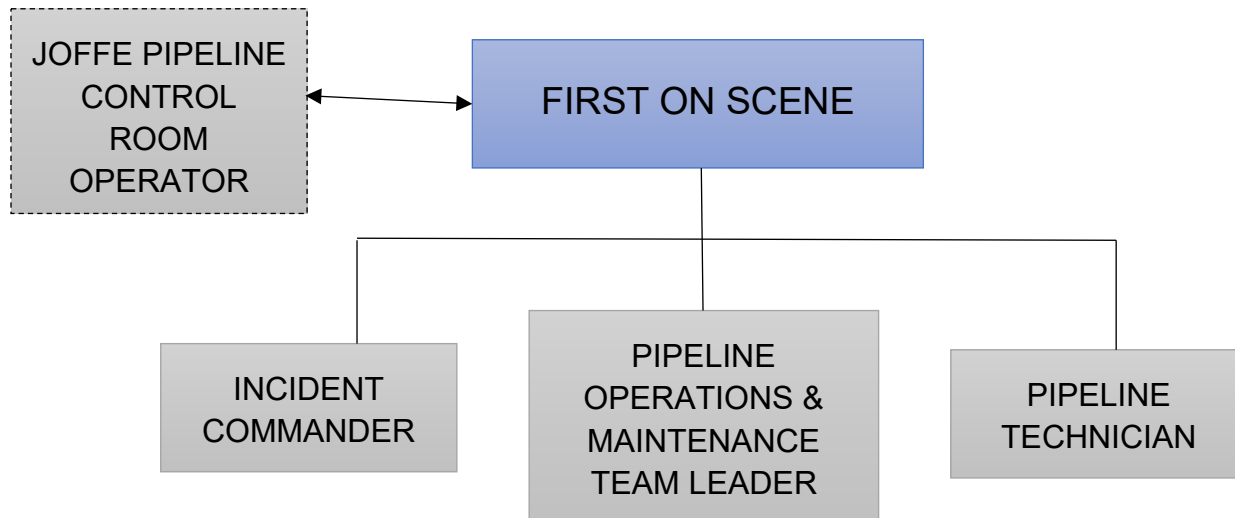 JOFFE PIPELINE
CONTROL
ROOM
OPERATOR
FIRST ON SCENE
INCIDENT
COMMANDER
PIPELINE
OPERATIONS &
MAINTENANCE
TEAM LEADER
PIPELINE
TECHNICIAN